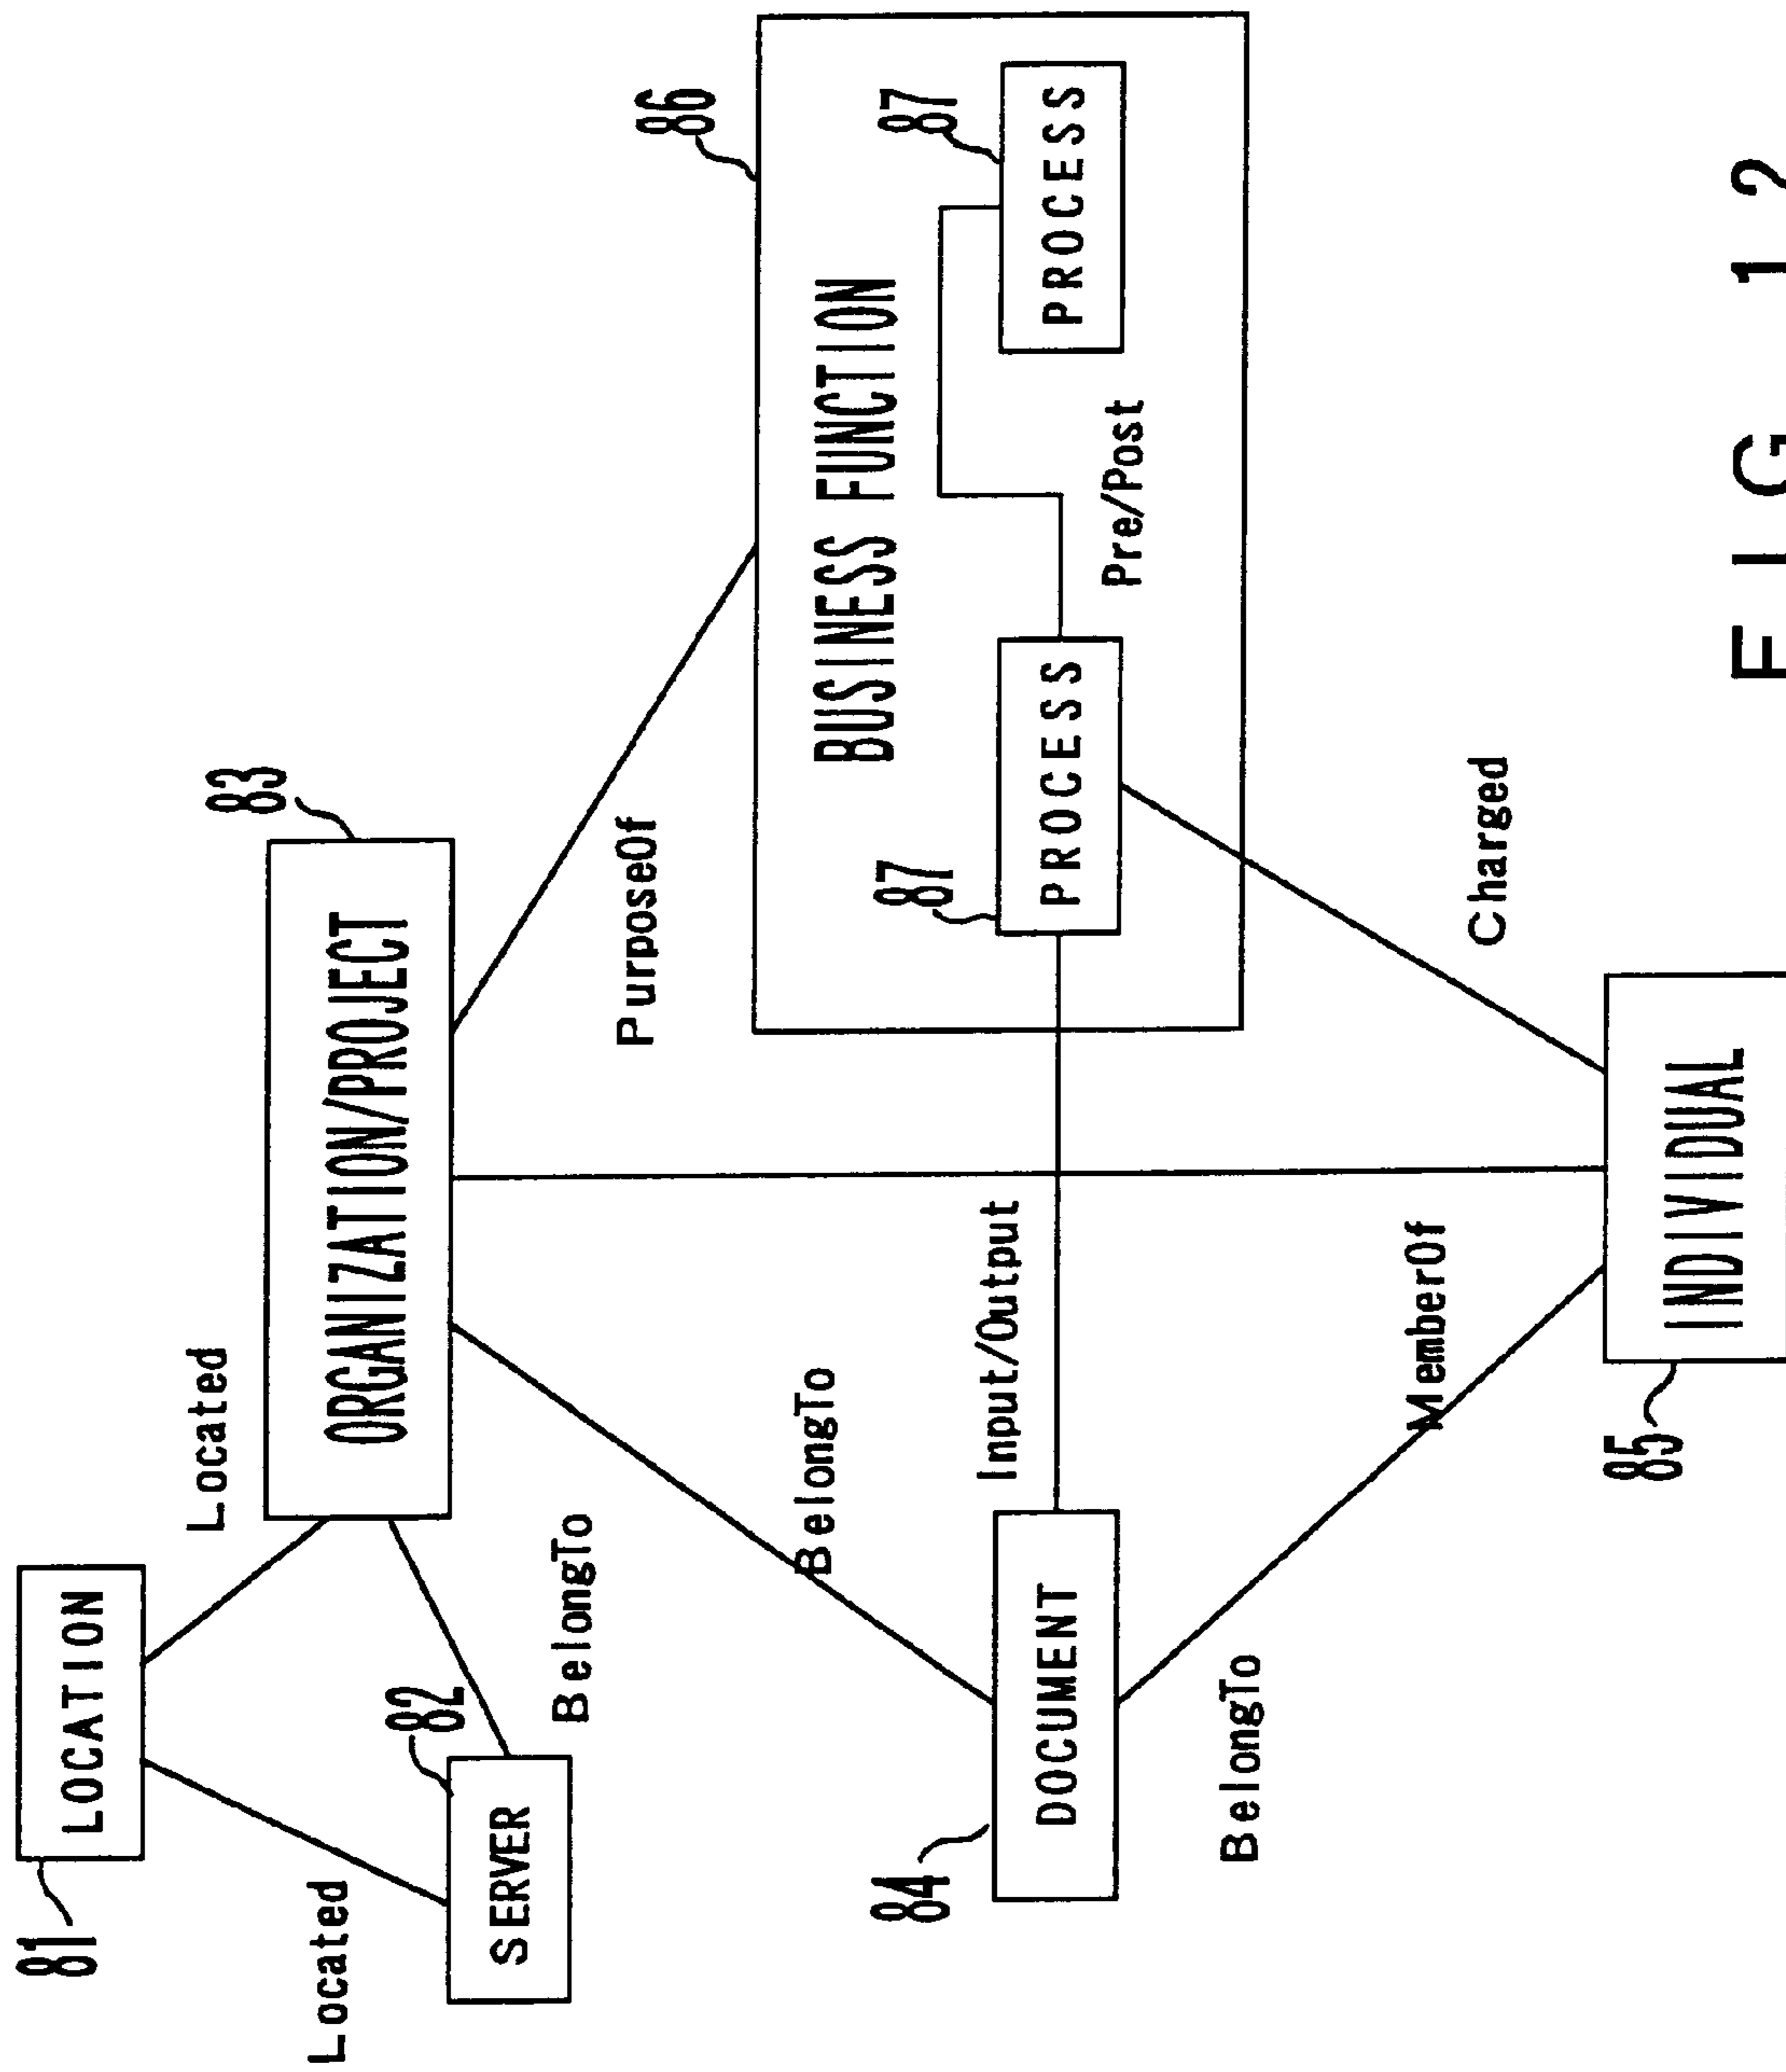 81
LOCATION
Located
83
ORGANIZATION/PROJECT
Located
82
SERVER
BelongTo
PurposeOf
86
BUSINESS FUNCTION
BelongTo
84
DOCUMENT
Input/Output
87
PROCESS
87
PROCESS
Pre/Post
BelongTo
MemberOf
Charged
85
INDIVIDUAL
FIG. 12